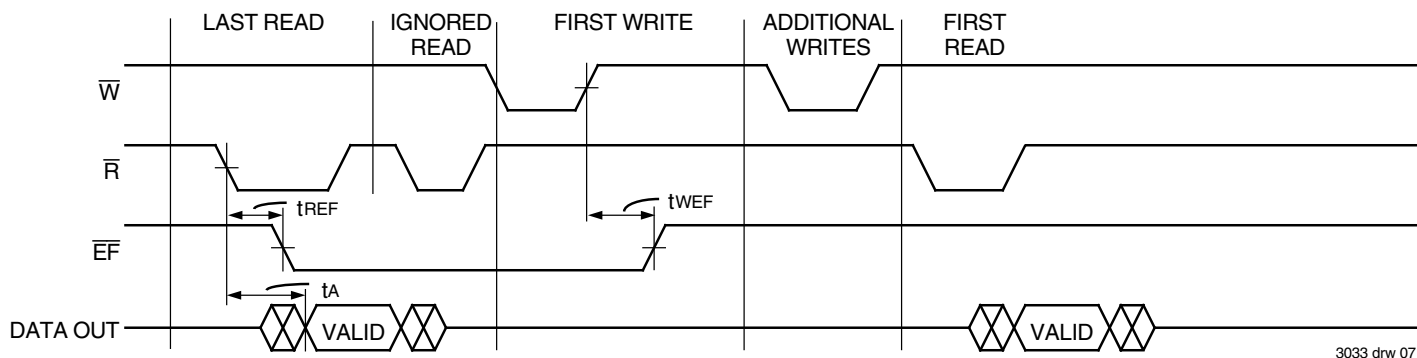 LAST READ
IGNORED
READ
FIRST WRITE
ADDITIONAL
WRITES
FIRST
READ
W
R
tREF
tWEF
EF
tA
DATA OUT
VALID
VALID
3033 drw 07